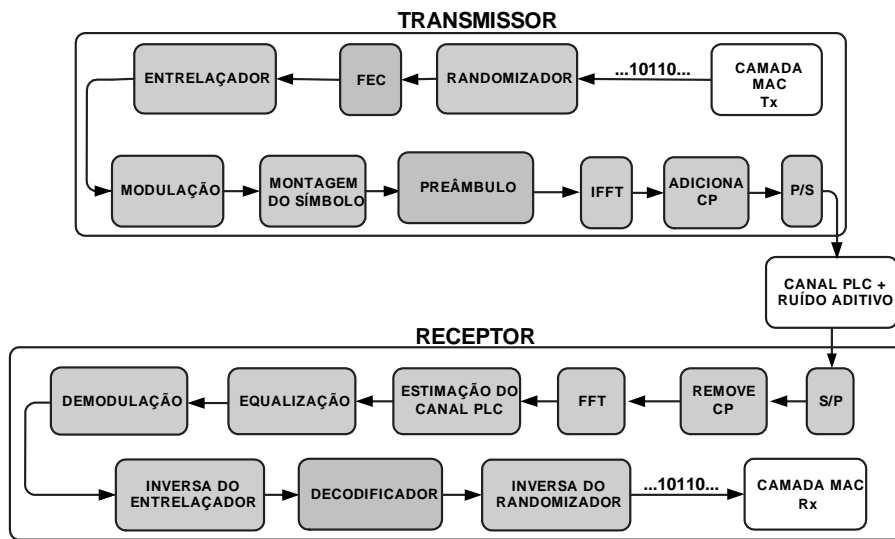 TRANSMISSOR
ENTRELAÇADOR
FEC
RANDOMIZADOR
...10110...
CAMADA
MAC
Tx
MODULAÇÃO
MONTAGEM
DO SÍMBOLO
PREÂMBULO
IFFT
ADICIONA
CP
P/S
CANAL PLC +
RUÍDO ADITIVO
RECEPTOR
DEMODULAÇÃO
EQUALIZAÇÃO
ESTIMAÇÃO DO
CANAL PLC
FFT
REMOVE
CP
S/P
INVERSA DO
ENTRELAÇADOR
DECODIFICADOR
INVERSA DO
RANDOMIZADOR
...10110...
CAMADA MAC
Rx